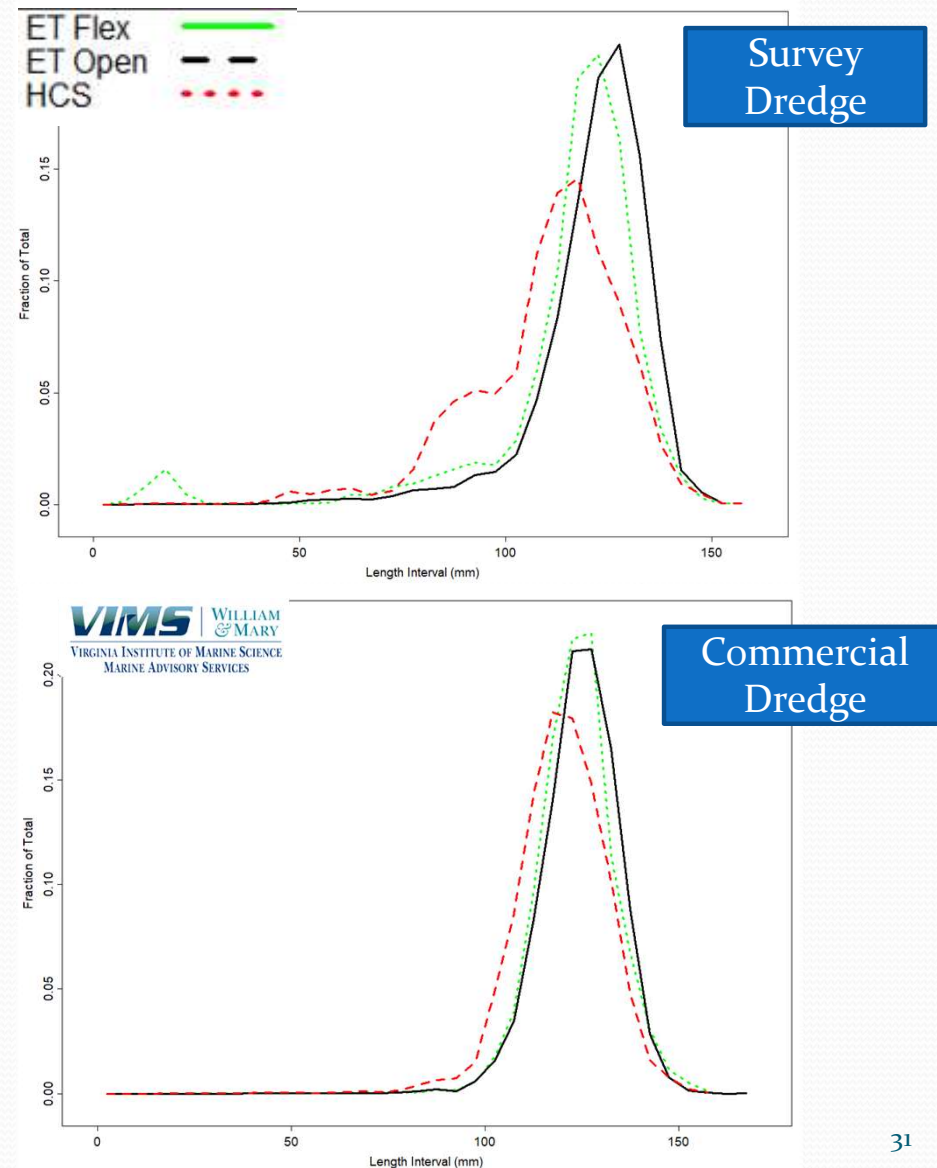 ET Flex
ET Open
HCS
Survey
Dredge
0.15
0.10
0.05
0.00
Fraction of Total
0
50
100
150
Length Interval (mm)
VIMS | WILLIAM & MARY
VIRGINIA INSTITUTE OF MARINE SCIENCE
MARINE ADVISORY SERVICES
Commercial
Dredge
0.20
0.15
0.10
0.05
0.00
Fraction of Total
0
50
100
150
Length Interval (mm)
31